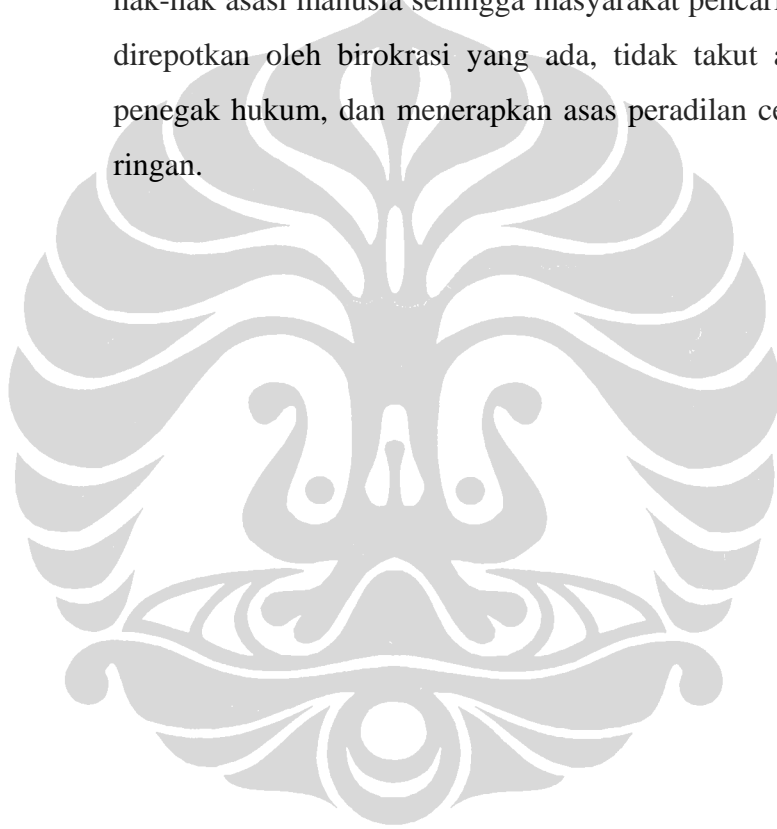 hak-hak asasi manusia sehingga masyarakat pencari
direpotkan oleh birokrasi yang ada, tidak takut a
penegak hukum, dan menerapkan asas peradilan ce
ringan.